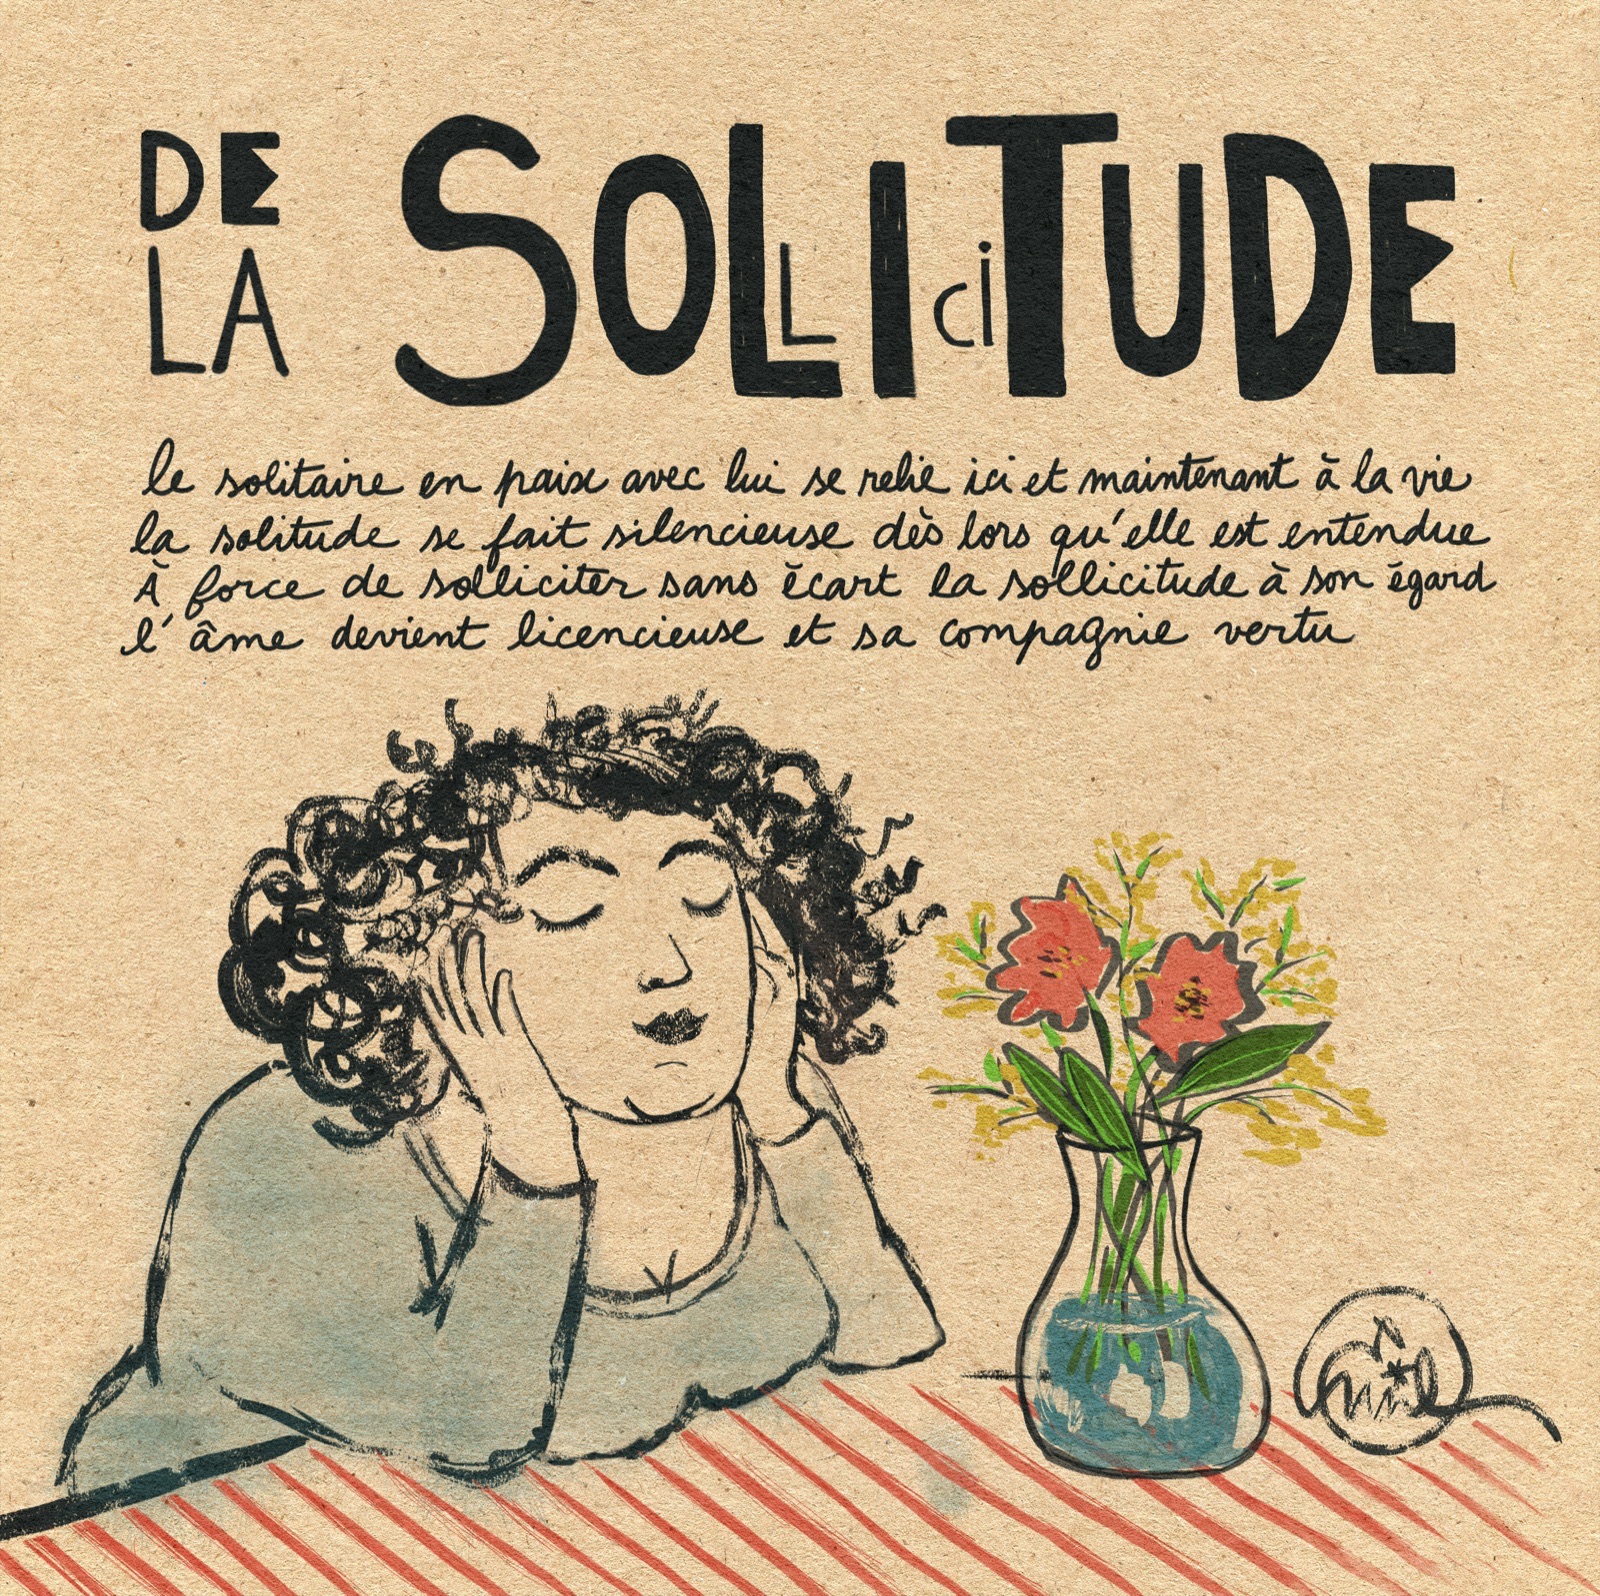 DE
LA
SOLLICITUDE
le solitaire en paix avec lui se relie ici et maintenant à la vie
la solitude se fait silencieuse dès lors qu'elle est entendue
À force de solliciter sans écart la sollicitude à son égard
l'âme devient licencieuse et sa compagnie vertu